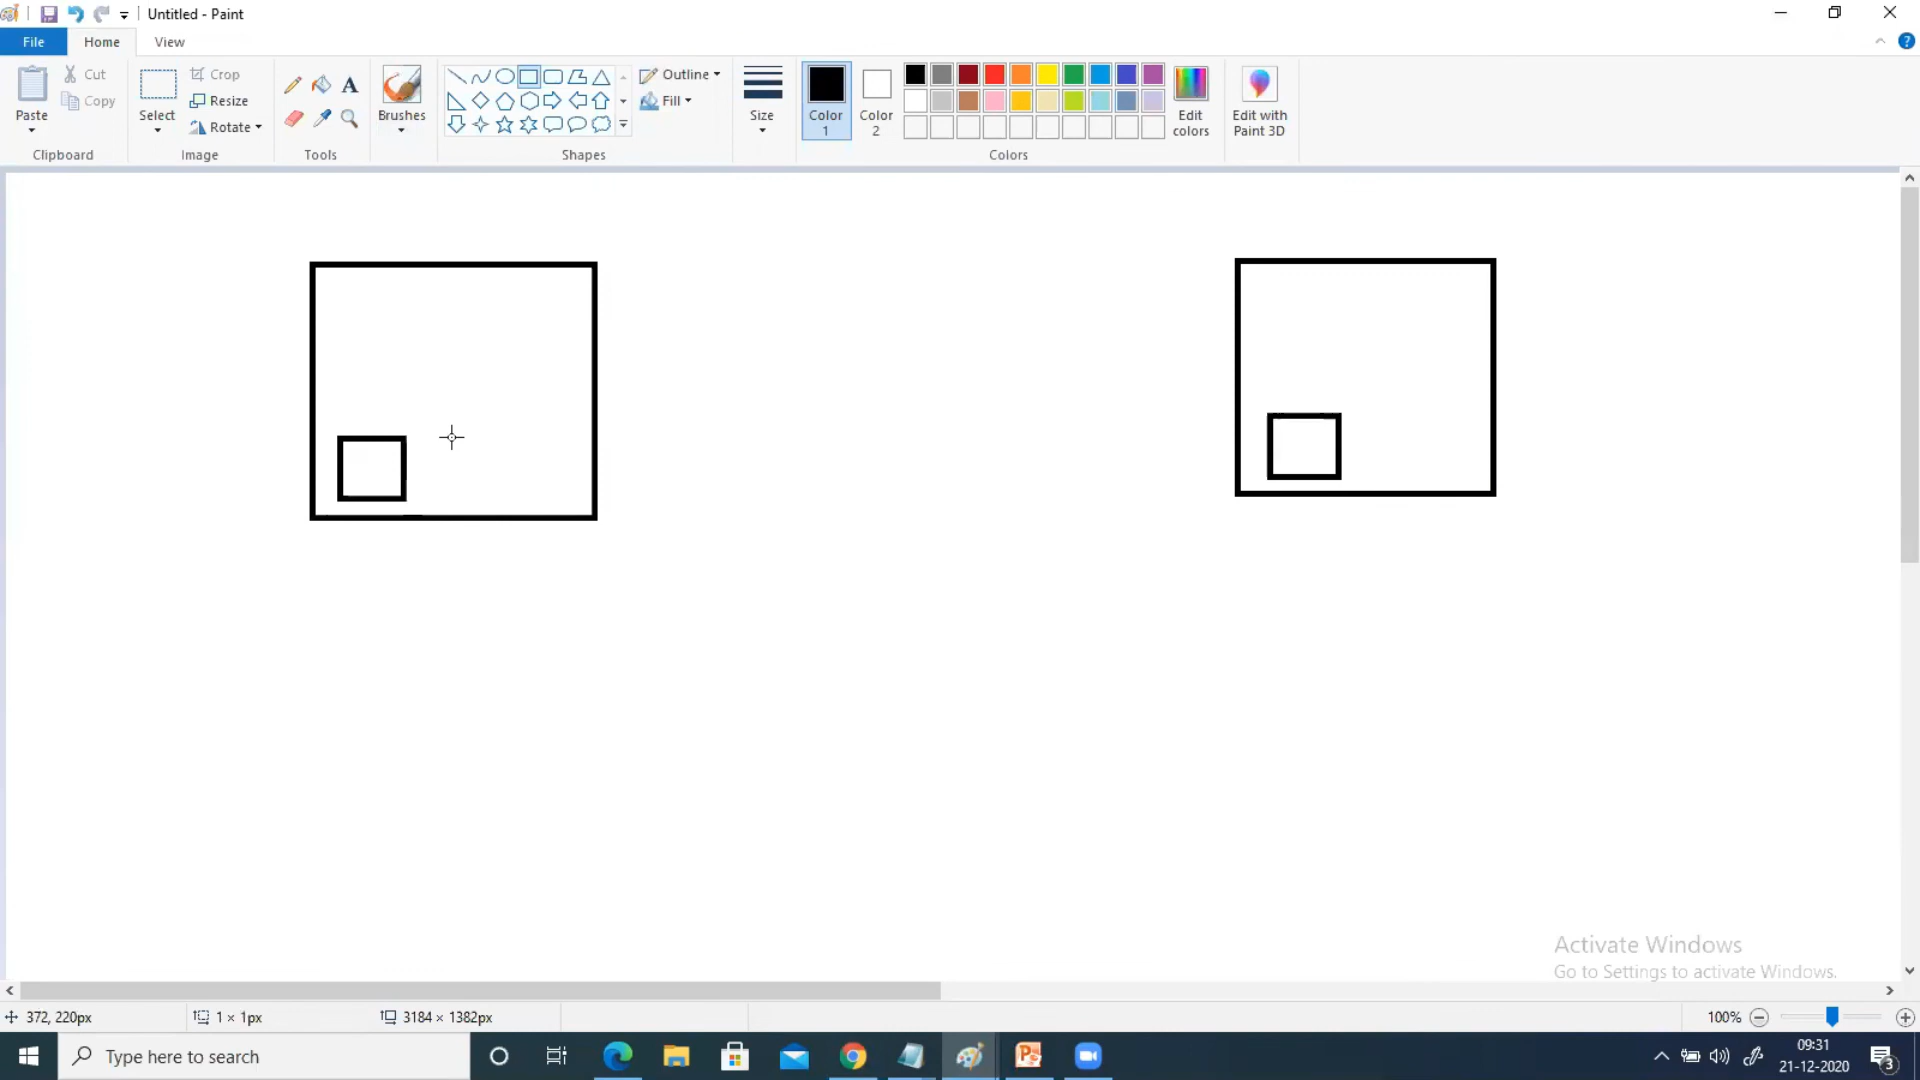 Untitled - Paint
File Home View
Paste
Cut
Copy
Clipboard
Select
Crop
Resize
Rotate
Image
Tools
Brushes
Outline
Fill
Shapes
Size
Color 1
Color 2
Edit colors
Colors
Edit with Paint 3D
Activate Windows
Go to Settings to activate Windows.
372, 220px 1 × 1px 3184 × 1382px 100%
Type here to search
09:31
21-12-2020
3